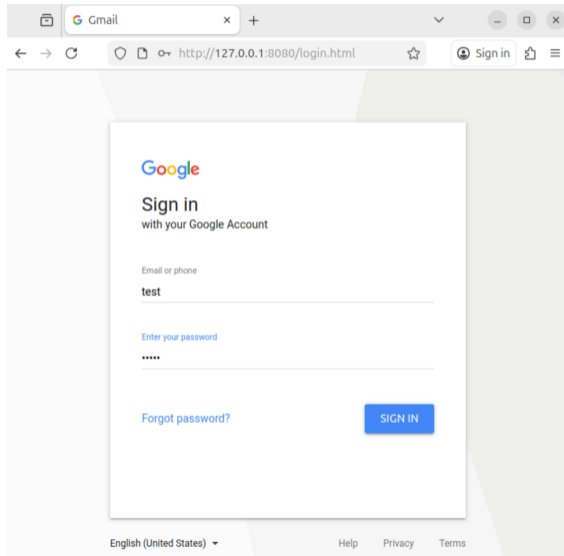 Gmail
http://127.0.0.1:8080/login.html
Sign in
Google
Sign in
with your Google Account
Email or phone
test
Enter your password
•••••
Forgot password?
SIGN IN
English (United States)
Help
Privacy
Terms